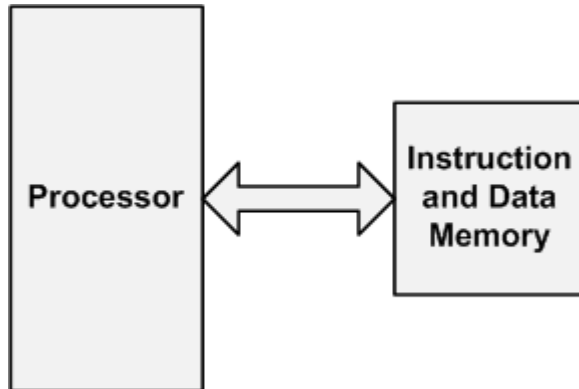 Processor
Instruction
and Data
Memory